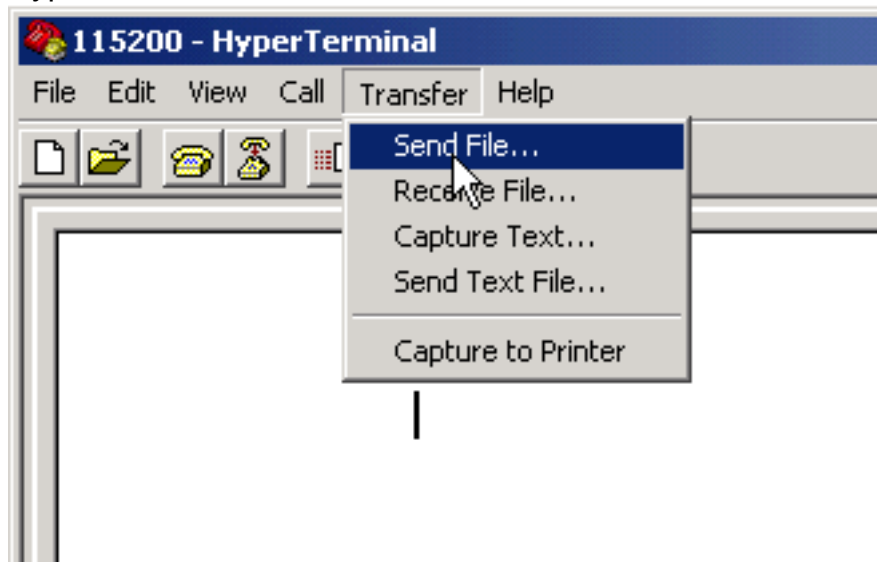 115200 - HyperTerminal
File Edit View Call Transfer Help
Send File...
Receive File...
Capture Text...
Send Text File...
Capture to Printer